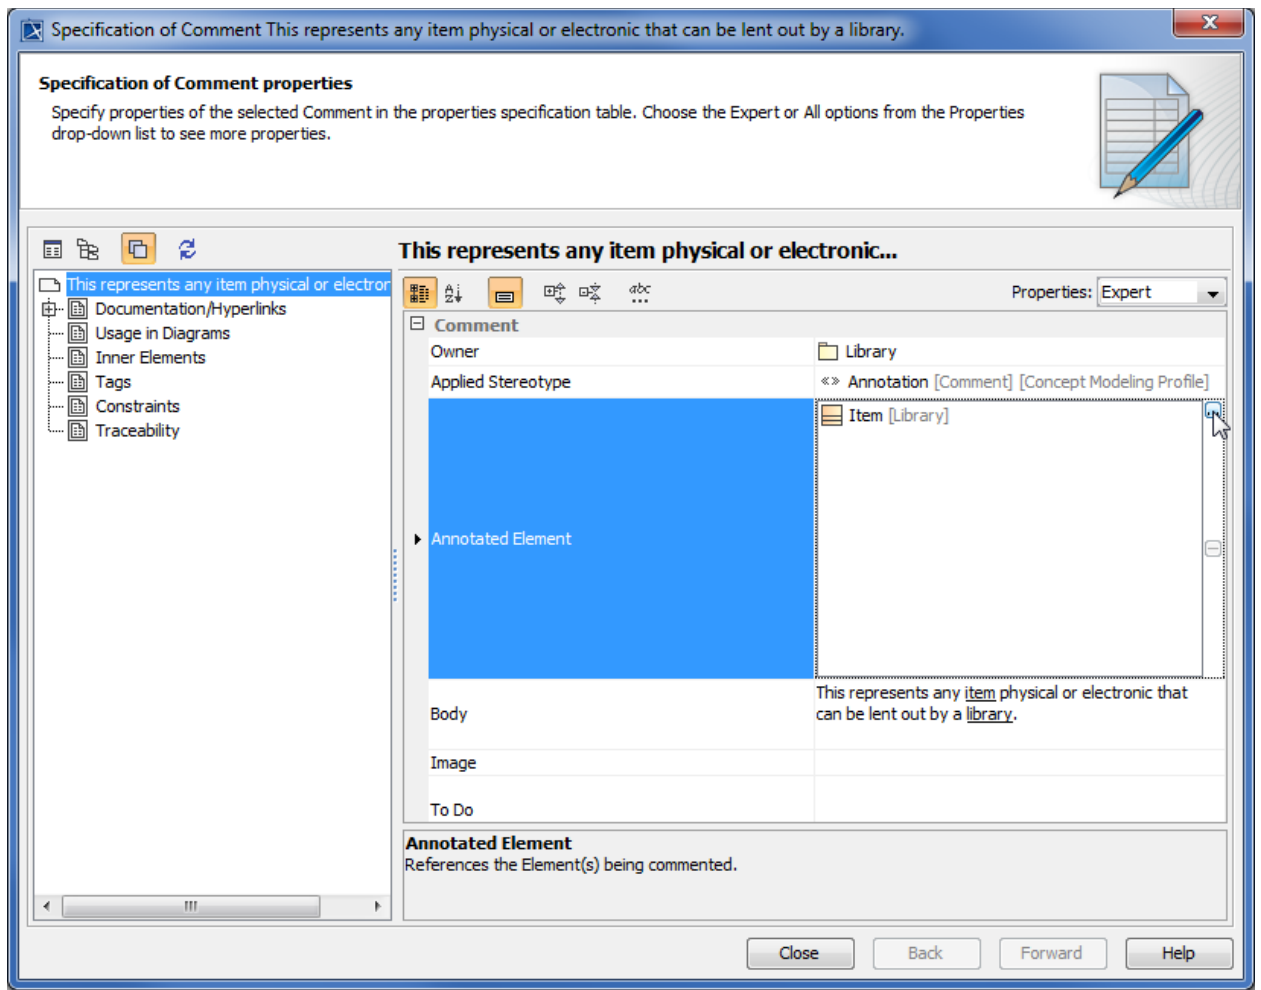 Specification of Comment This represents any item physical or electronic that can be lent out by a library.
Specification of Comment properties
Specify properties of the selected Comment in the properties specification table. Choose the Expert or All options from the Properties
drop-down list to see more properties.
This represents any item physical or electronic...
This represents any item physical or electror
Documentation/Hyperlinks
Usage in Diagrams
Inner Elements
Tags
Constraints
Traceability
Properties: Expert
Comment
Owner
Library
Applied Stereotype
«» Annotation [Comment] [Concept Modeling Profile]
Annotated Element
Item [Library]
Body
This represents any item physical or electronic that
can be lent out by a library.
Image
To Do
Annotated Element
References the Element(s) being commented.
Close
Back
Forward
Help